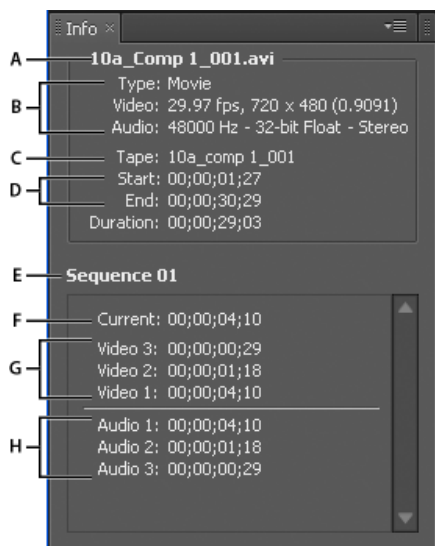 Info ×
A 10a_Comp 1_001.avi
B Type: Movie
Video: 29.97 fps, 720 x 480 (0.9091)
Audio: 48000 Hz - 32-bit Float - Stereo
C Tape: 10a_comp 1_001
D Start: 00;00;01;27
End: 00;00;30;29
Duration: 00;00;29;03
E Sequence 01
F Current: 00;00;04;10
G Video 3: 00;00;00;29
Video 2: 00;00;01;18
Video 1: 00;00;04;10
H Audio 1: 00;00;04;10
Audio 2: 00;00;01;18
Audio 3: 00;00;00;29